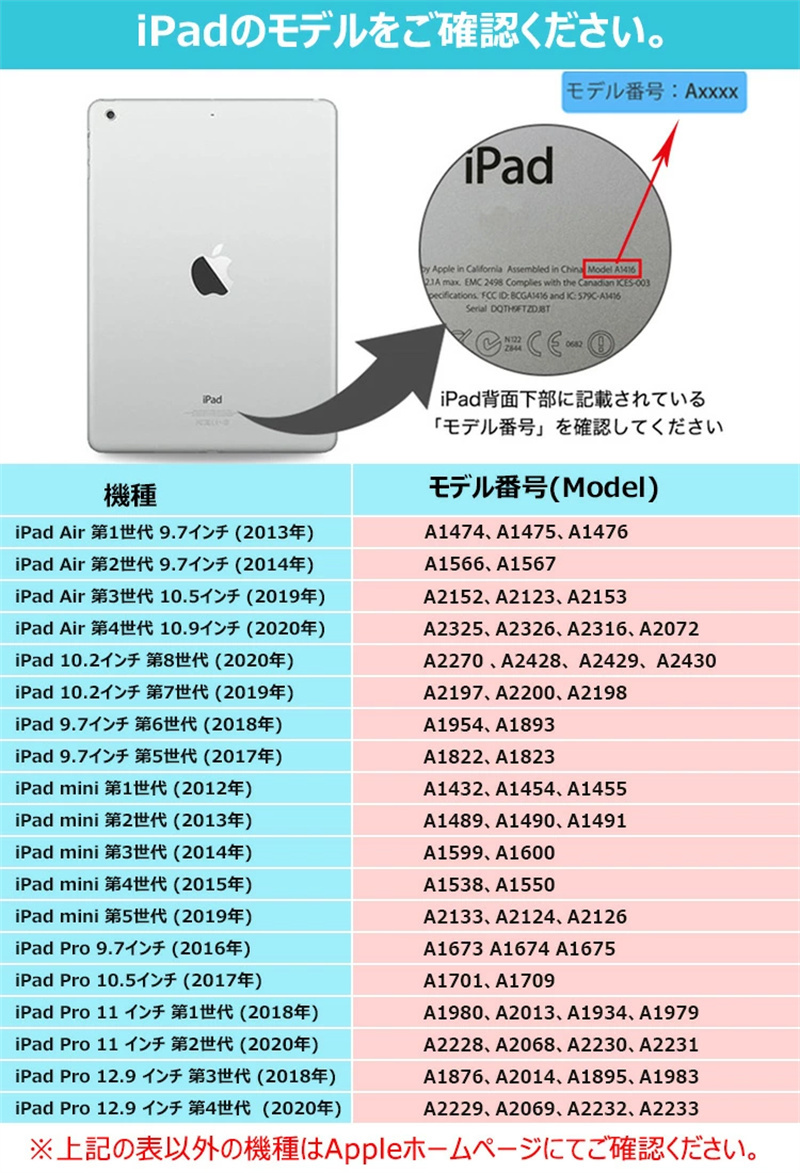 iPadのモデルをご確認ください。
モデル番号：Axxxx
iPad
by Apple in California Assembled in China Model A1416
2.1A max. EMC 2498 Complies with the Canadian ICES-003
pecifications. FCC ID: BCGA1416 and IC: 579C-A1416
Serial DQTH9FTZDJ8T
N122
Z844
0682
iPad
iPad背面下部に記載されている
「モデル番号」を確認してください
機種 モデル番号(Model)
iPad Air 第1世代 9.7インチ (2013年) A1474、A1475、A1476
iPad Air 第2世代 9.7インチ (2014年) A1566、A1567
iPad Air 第3世代 10.5インチ (2019年) A2152、A2123、A2153
iPad Air 第4世代 10.9インチ (2020年) A2325、A2326、A2316、A2072
iPad 10.2インチ 第8世代 (2020年) A2270 、A2428、A2429、A2430
iPad 10.2インチ 第7世代 (2019年) A2197、A2200、A2198
iPad 9.7インチ 第6世代 (2018年) A1954、A1893
iPad 9.7インチ 第5世代 (2017年) A1822、A1823
iPad mini 第1世代 (2012年) A1432、A1454、A1455
iPad mini 第2世代 (2013年) A1489、A1490、A1491
iPad mini 第3世代 (2014年) A1599、A1600
iPad mini 第4世代 (2015年) A1538、A1550
iPad mini 第5世代 (2019年) A2133、A2124、A2126
iPad Pro 9.7インチ (2016年) A1673 A1674 A1675
iPad Pro 10.5インチ (2017年) A1701、A1709
iPad Pro 11 インチ 第1世代 (2018年) A1980、A2013、A1934、A1979
iPad Pro 11 インチ 第2世代 (2020年) A2228、A2068、A2230、A2231
iPad Pro 12.9 インチ 第3世代 (2018年) A1876、A2014、A1895、A1983
iPad Pro 12.9 インチ 第4世代 (2020年) A2229、A2069、A2232、A2233
※上記の表以外の機種はAppleホームページにてご確認ください。